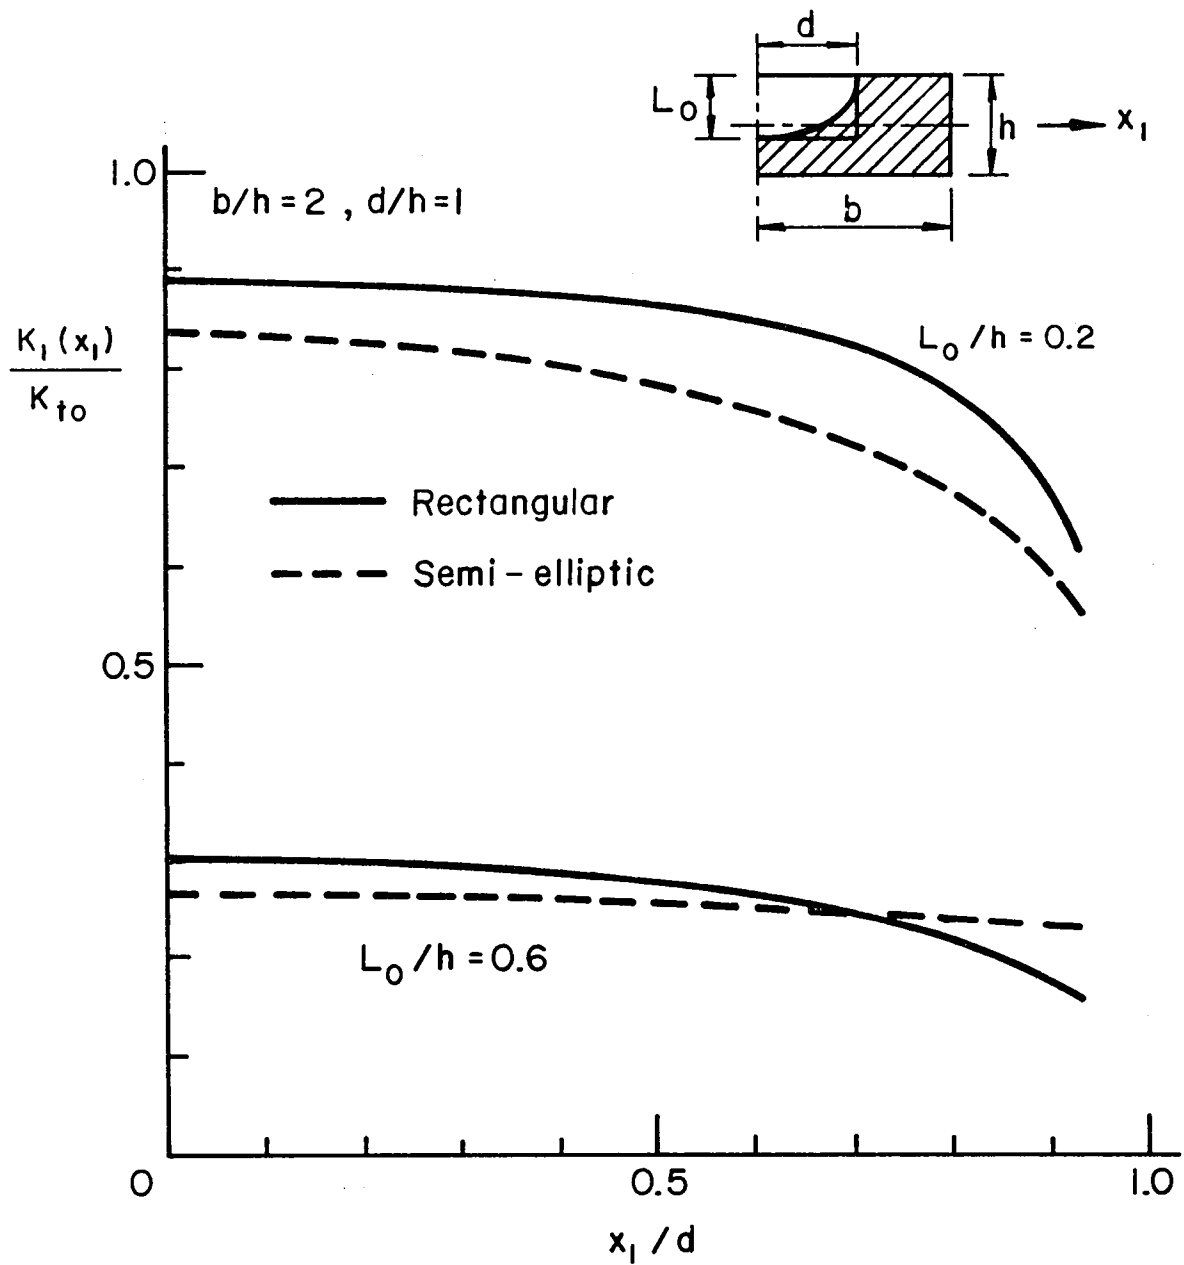 d
L₀
h
x₁
b
1.0
b/h = 2 , d/h = 1
K₁(x₁)
K_to
L₀/h = 0.2
Rectangular
Semi-elliptic
0.5
L₀/h = 0.6
0
0.5
1.0
x₁/d